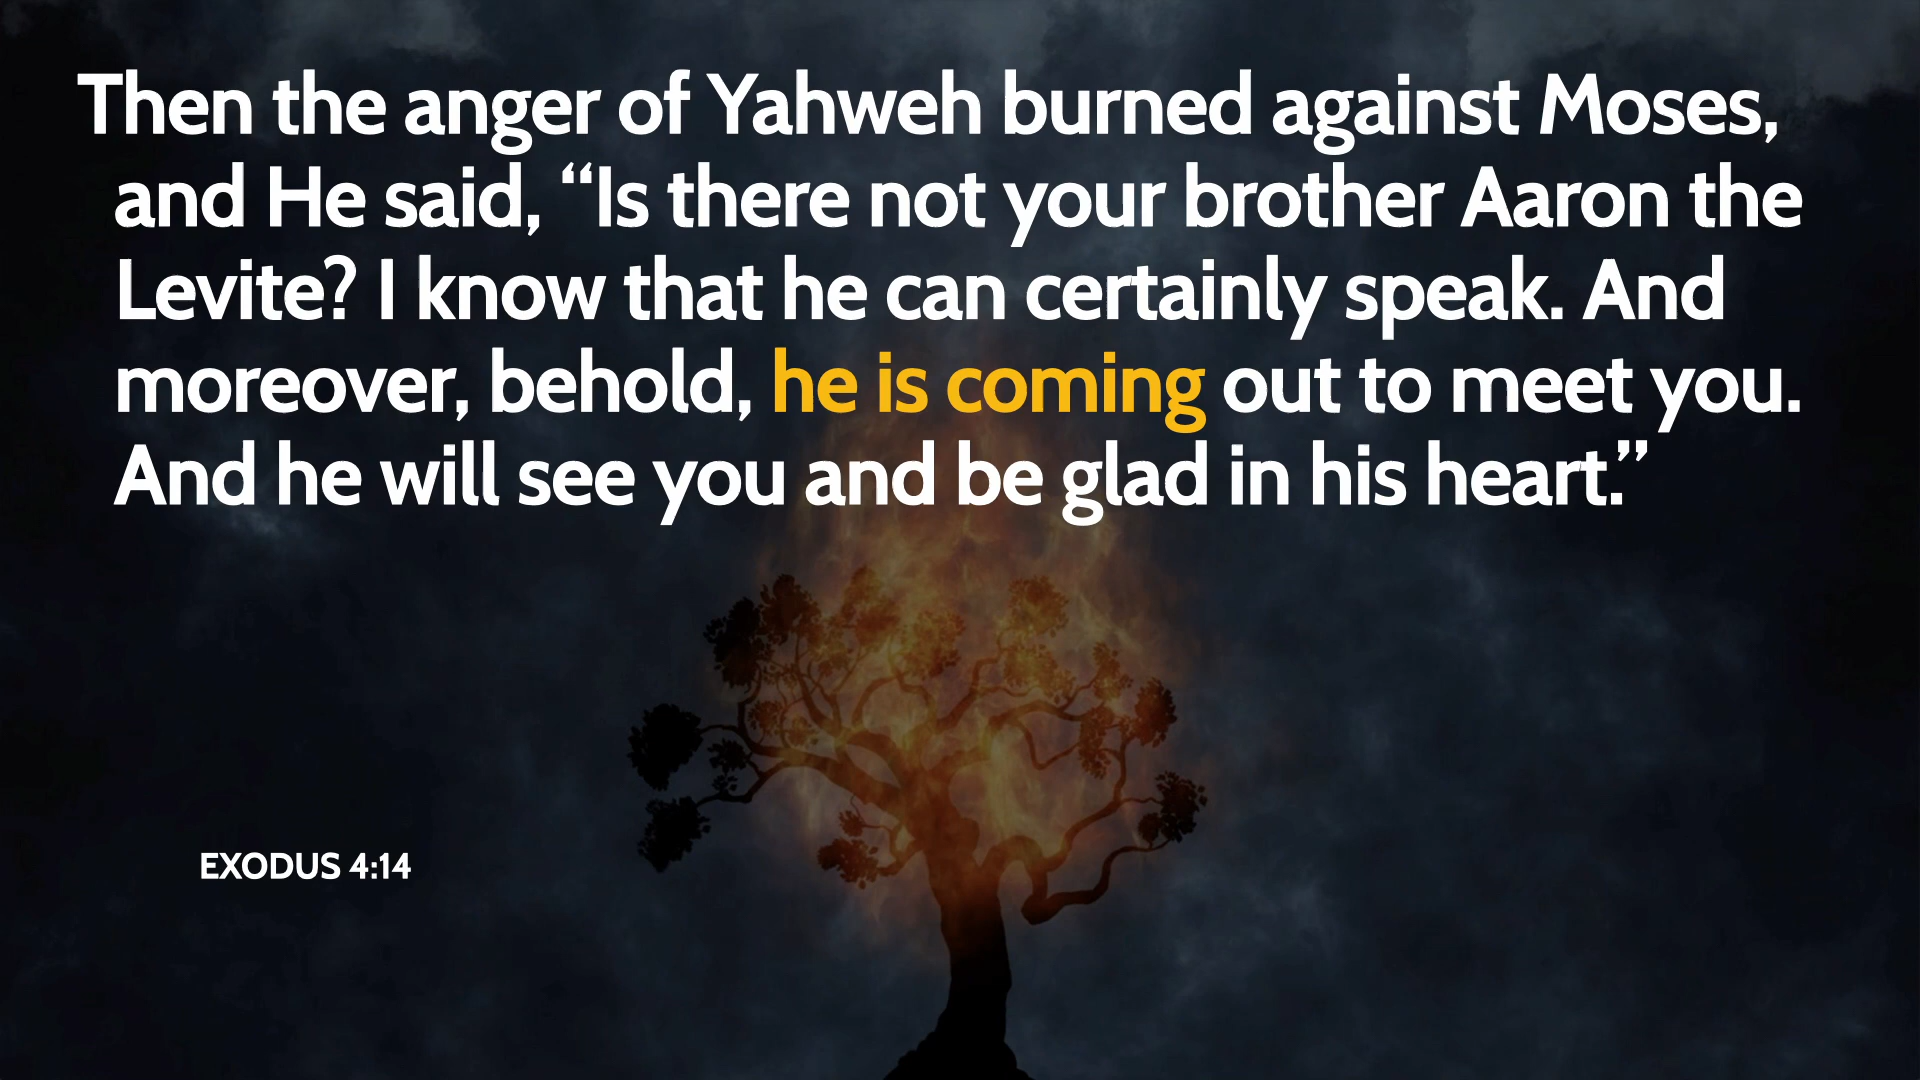 Then the anger of Yahweh burned against Moses,
and He said, “Is there not your brother Aaron the
Levite? I know that he can certainly speak. And
moreover, behold, he is coming out to meet you.
And he will see you and be glad in his heart.”
EXODUS 4:14